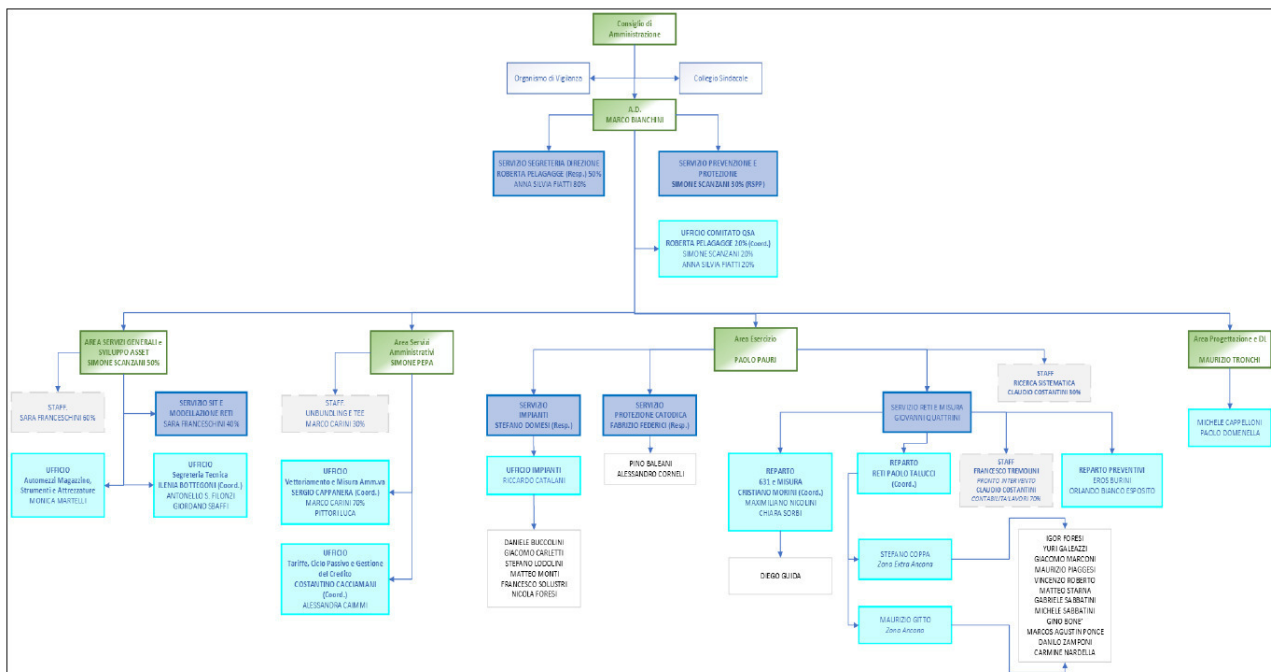 Consiglio di
Amministrazione
Organismo di Vigilanza
Collegio Sindacale
A.D.
MARCO BIANCHINI
SERVIZIO SEGRETERIA DIREZIONE
ROBERTA PELAGAGGE (Resp.) 50%
ANNA SILVIA FIATTI 80%
SERVIZIO PREVENZIONE E
PROTEZIONE
SIMONE SCANZANI 30% (RSPP)
UFFICIO COMITATO QSA
ROBERTA PELAGAGGE 20% (Coord.)
SIMONE SCANZANI 20%
ANNA SILVIA FIATTI 20%
AREA SERVIZI GENERALI e
SVILUPPO ASSET
SIMONE SCANZANI 50%
STAFF
SARA FRANCESCHINI 60%
SERVIZIO SIT E
MODELLAZIONE RETI
SARA FRANCESCHINI 40%
UFFICIO
Automezzi Magazzino,
Strumenti e Attrezzature
MONICA MARTELLI
UFFICIO
Segreteria Tecnica
ILENIA BOTTEGONI (Coord.)
ANTONELLO S. FILONZI
GIORDANO SBAFFI
Area Servizi
Amministrativi
SIMONE PEPA
STAFF
UNBUNDLING E TEE
MARCO CARINI 30%
UFFICIO
Vettoriamento e Misura Amm.va
SERGIO CAPPANERA (Coord.)
MARCO CARINI 70%
PITTORI LUCA
UFFICIO
Tariffe, Ciclo Passivo e Gestione
del Credito
COSTANTINO CACCIAMANI
(Coord.)
ALESSANDRA CAIMMI
Area Esercizio
PAOLO PAURI
STAFF
RICERCA SISTEMATICA
CLAUDIO COSTANTINI 30%
SERVIZIO
IMPIANTI
STEFANO DOMESI (Resp.)
UFFICIO IMPIANTI
RICCARDO CATALANI
DANIELE BUCCOLINI
GIACOMO CARLETTI
STEFANO LODOLINI
MATTEO MONTI
FRANCESCO SOLUSTRI
NICOLA FORESI
SERVIZIO
PROTEZIONE CATODICA
FABRIZIO FEDERICI (Resp.)
PINO BALEANI
ALESSANDRO CORNELI
SERVIZIO RETI E MISURA
GIOVANNI QUATTRINI
REPARTO
631 e MISURA
CRISTIANO MORINI (Coord.)
MAXIMILIANO NICOLINI
CHIARA SORBI
DIEGO GUIDA
REPARTO
RETI PAOLO TALUCCI
(Coord.)
STAFF
FRANCESCO TREMOLINI
PRONTO INTERVENTO
CLAUDIO COSTANTINI
CONTABILITA' LAVORI 70%
REPARTO PREVENTIVI
EROS BURINI
ORLANDO BIANCO ESPOSITO
STEFANO COPPA
Zona Extra Ancona
MAURIZIO GITTO
Zona Ancona
IGOR FORESI
YURI GALEAZZI
GIACOMO MARCONI
MAURIZIO PIAGGESI
VINCENZO ROBERTO
MATTEO STARNA
GABRIELE SABBATINI
MICHELE SABBATINI
GINO BONE'
MARCOS AGUSTIN PONCE
DANILO ZAMPONI
CARMINE NARDELLA
Area Progettazione e DL
MAURIZIO TRONCHI
MICHELE CAPPELLONI
PAOLO DOMENELLA